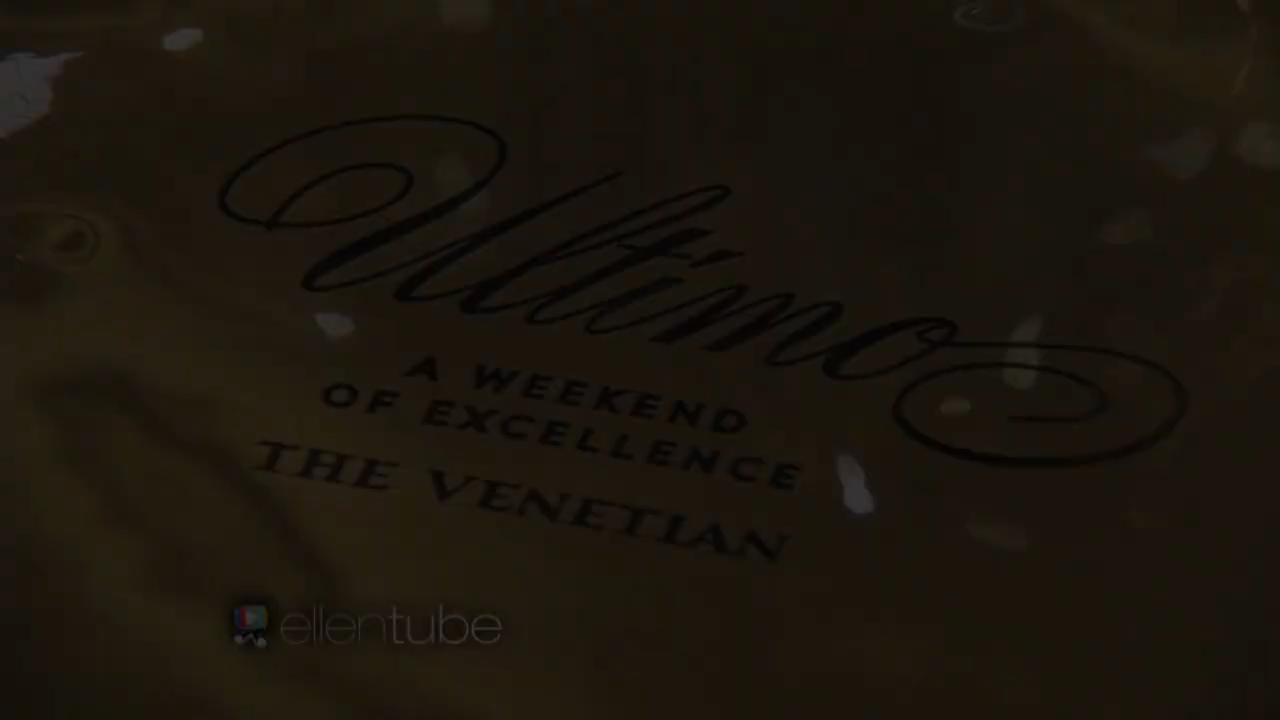 Ultimo
A WEEKEND
OF EXCELLENCE
THE VENETIAN
ellentube